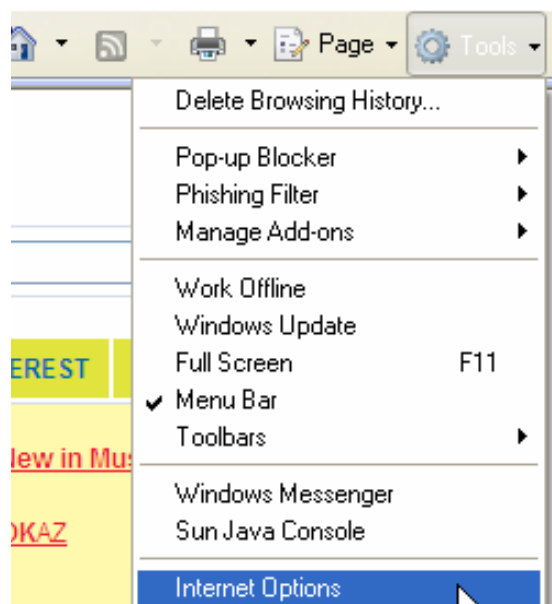 Page
Tools
Delete Browsing History...
Pop-up Blocker
Phishing Filter
Manage Add-ons
Work Offline
Windows Update
Full Screen F11
Menu Bar
Toolbars
Windows Messenger
Sun Java Console
Internet Options
EREST
New in Mus
OKAZ